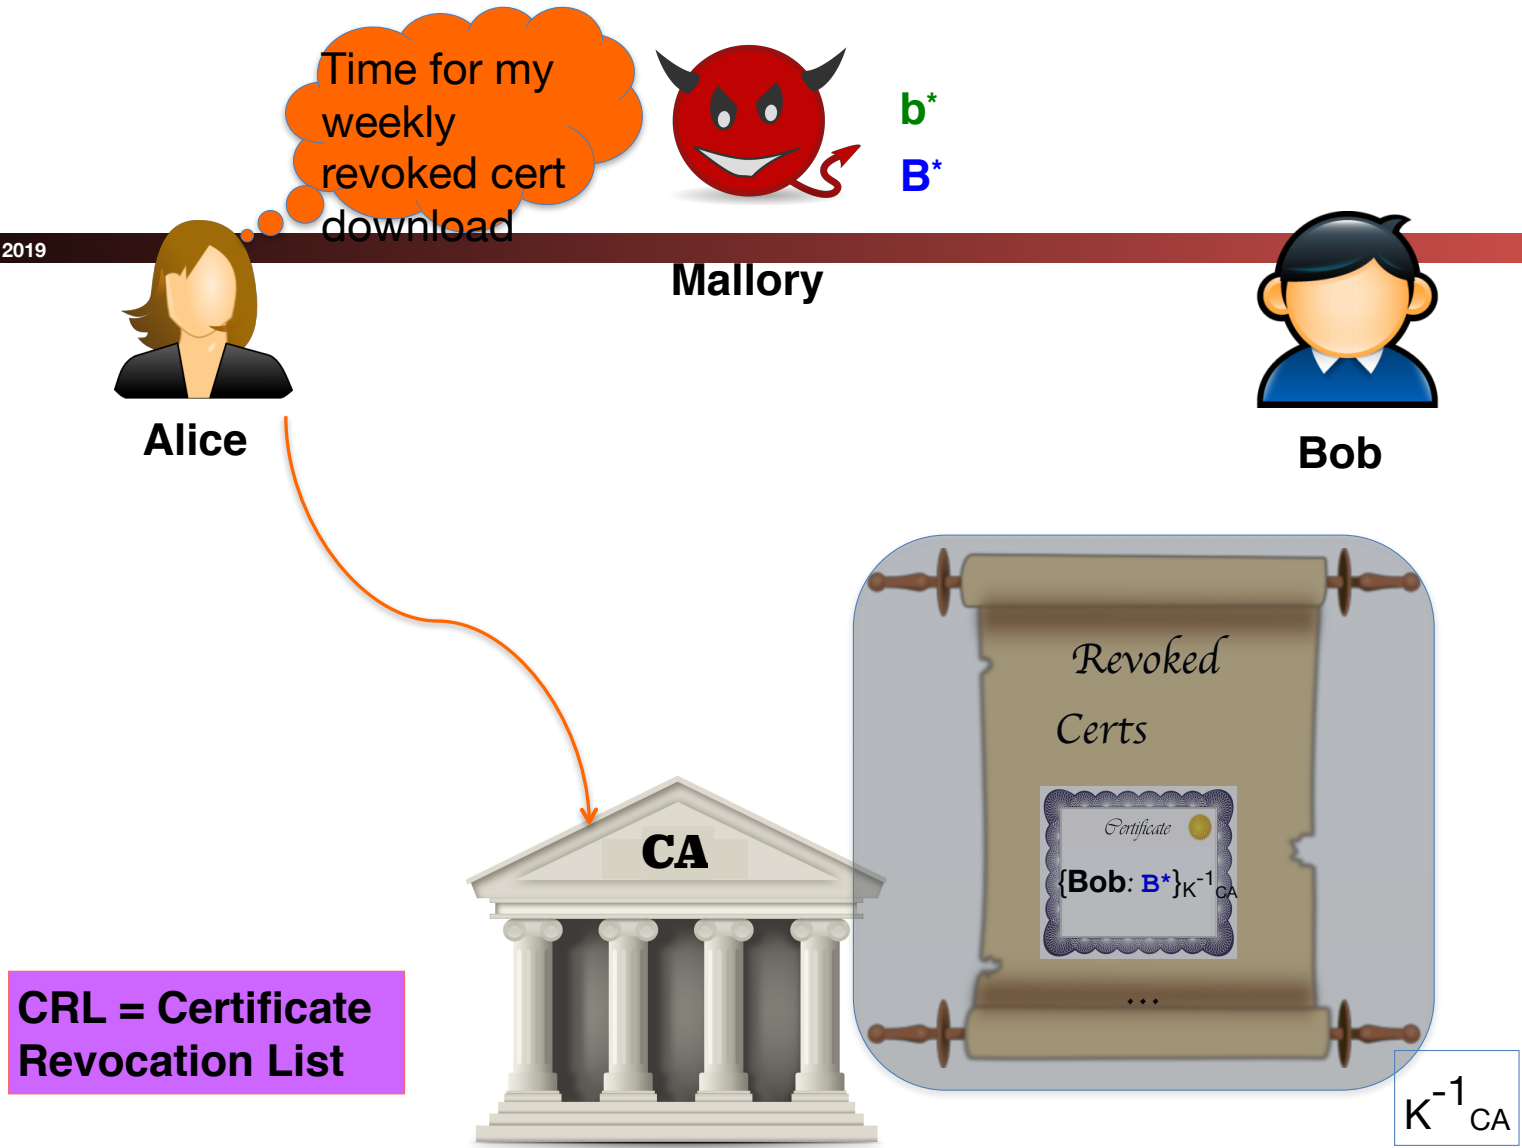 Time for my
weekly
revoked cert
download
b*
B*
2019
Mallory
Alice
Bob
Revoked
Certs
Certificate
{Bob: B*}K-1CA
...
CA
CRL = Certificate
Revocation List
K-1CA